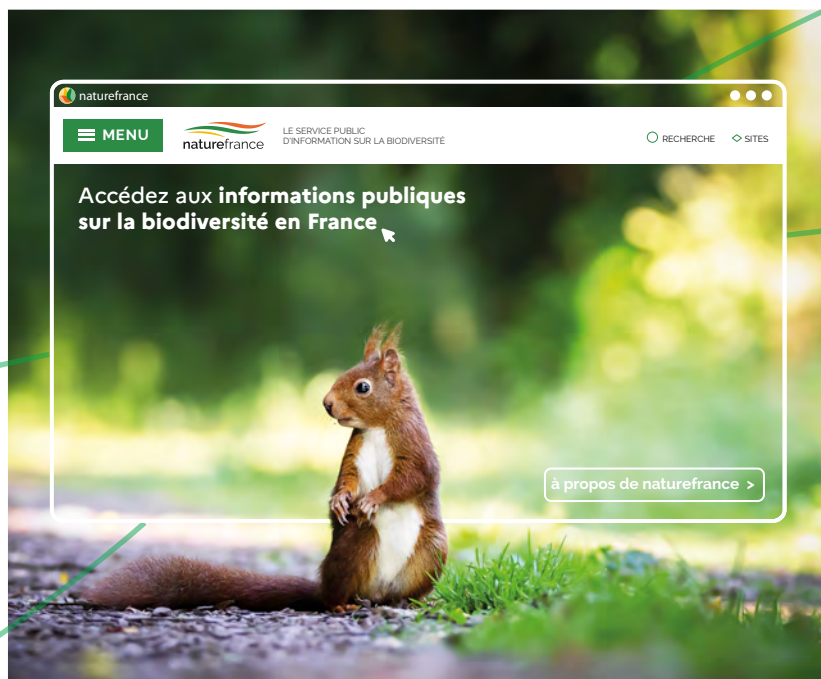 naturefrance
MENU
naturefrance
LE SERVICE PUBLIC
D'INFORMATION SUR LA BIODIVERSITÉ
RECHERCHE
SITES
Accédez aux informations publiques
sur la biodiversité en France
à propos de naturefrance >